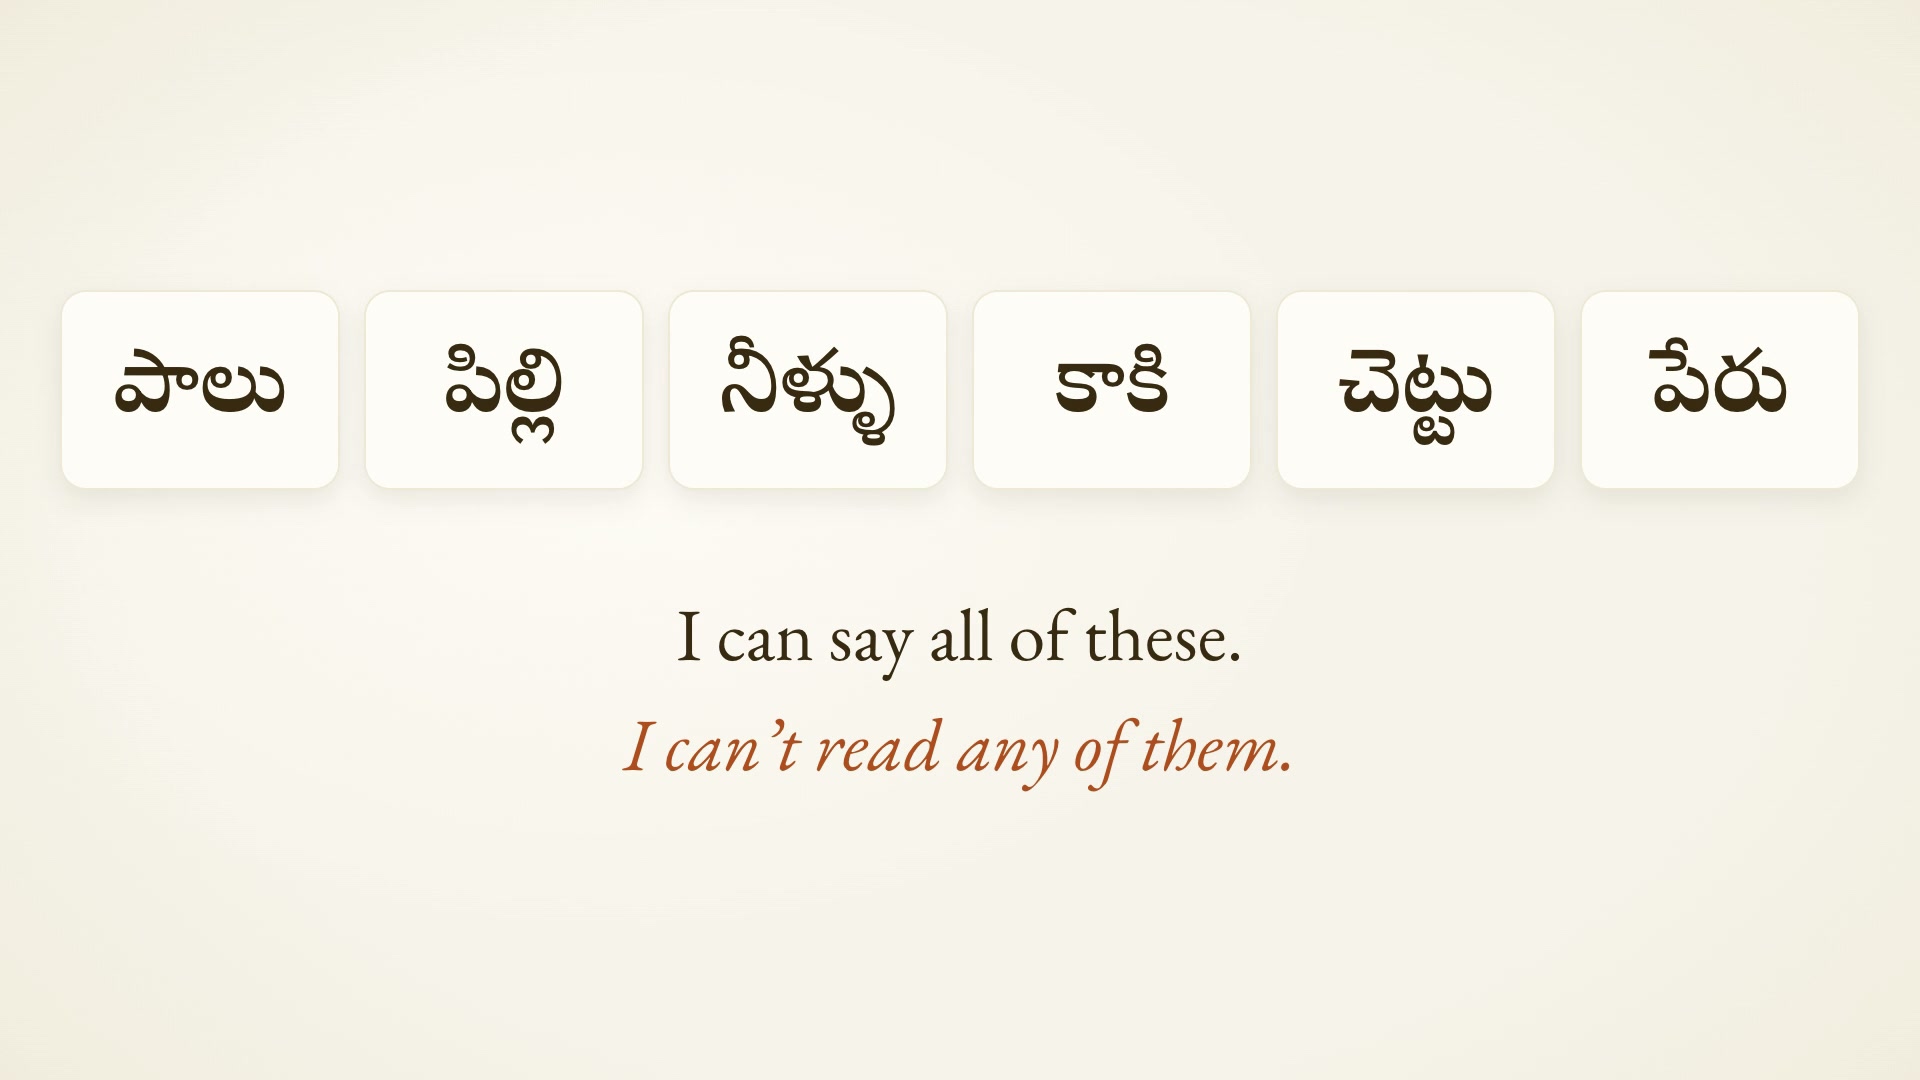 పాలు పిల్లి నీళ్ళు కాకి చెట్టు పేరు
I can say all of these.
I can’t read any of them.